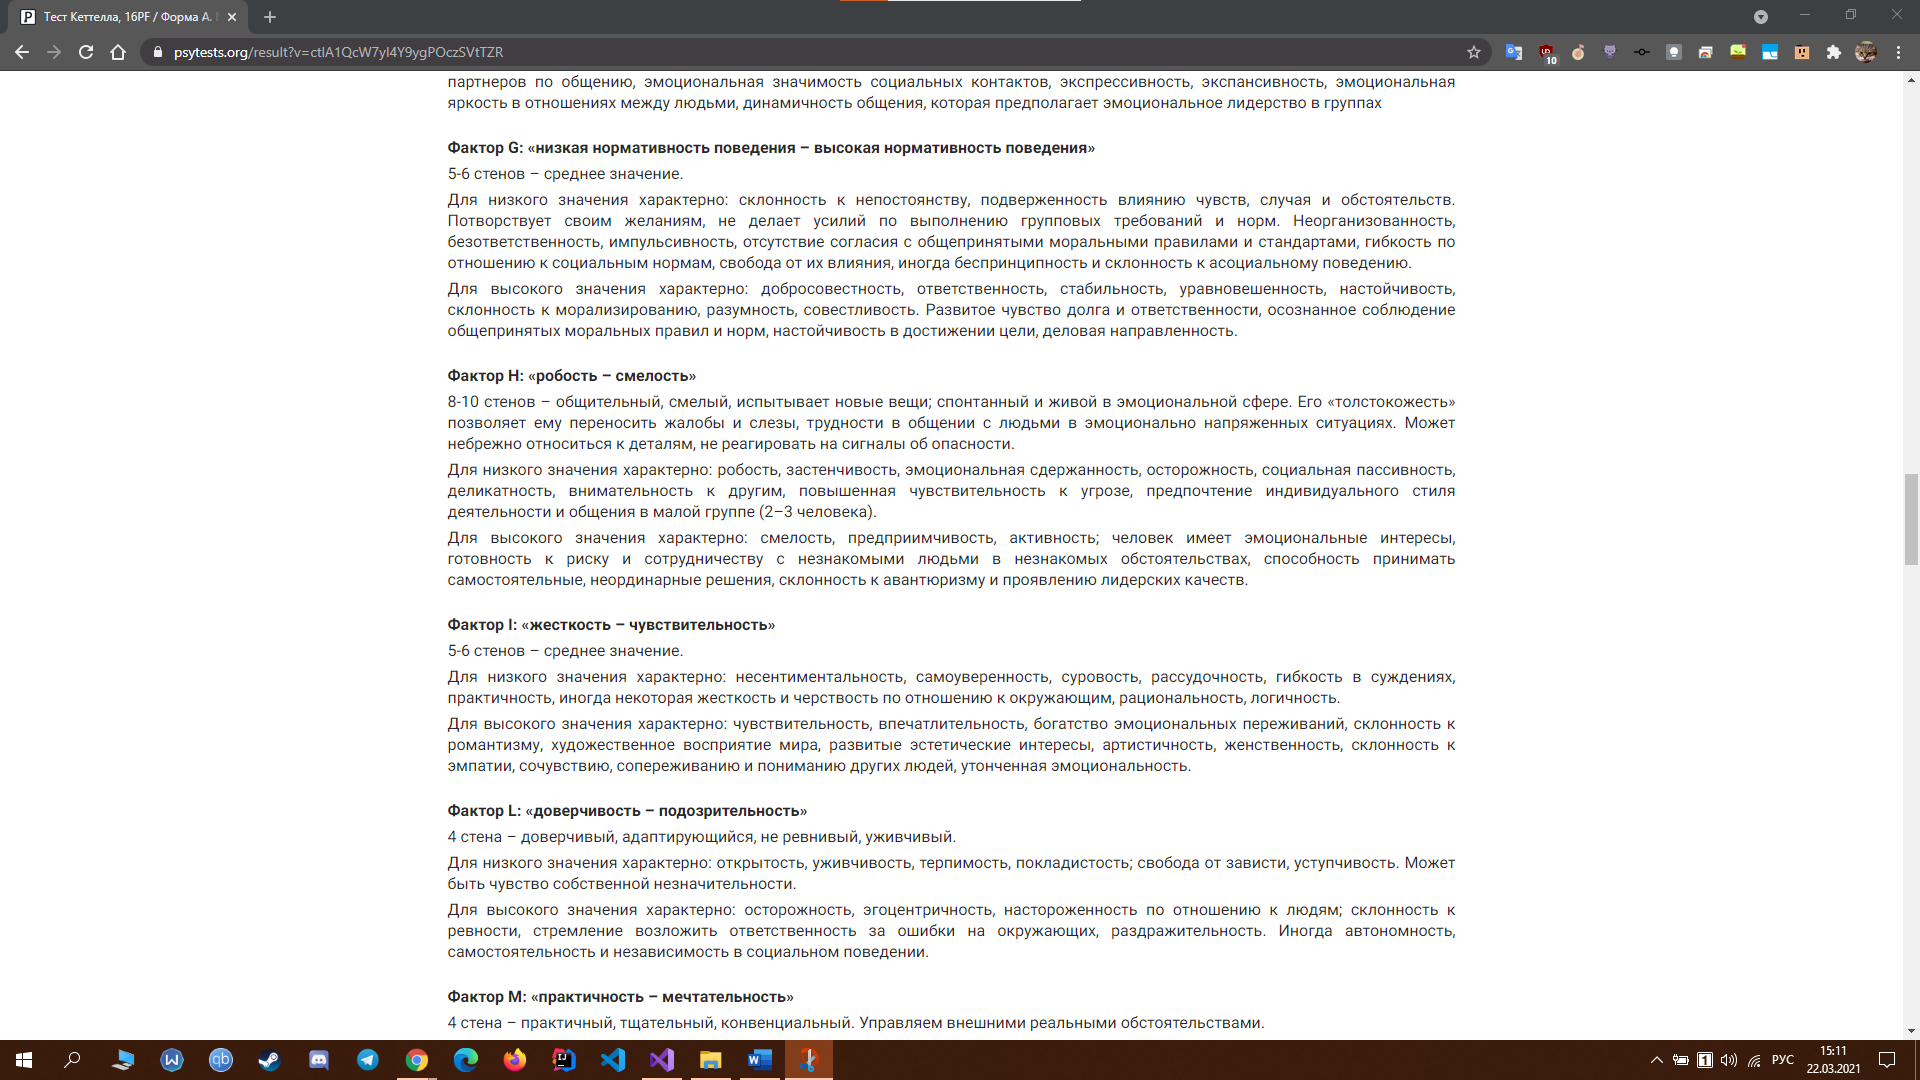 Тест Кеттелла, 16PF / Форма А.
psytests.org/result?v=ctlA1QcW7yI4Y9ygPOczSVtTZR
10
партнеров по общению, эмоциональная значимость социальных контактов, экспрессивность, экспансивность, эмоциональная
яркость в отношениях между людьми, динамичность общения, которая предполагает эмоциональное лидерство в группах
Фактор G: «низкая нормативность поведения – высокая нормативность поведения»
5-6 стенов – среднее значение.
Для низкого значения характерно: склонность к непостоянству, подверженность влиянию чувств, случая и обстоятельств.
Потворствует своим желаниям, не делает усилий по выполнению групповых требований и норм. Неорганизованность,
безответственность, импульсивность, отсутствие согласия с общепринятыми моральными правилами и стандартами, гибкость по
отношению к социальным нормам, свобода от их влияния, иногда беспринципность и склонность к асоциальному поведению.
Для высокого значения характерно: добросовестность, ответственность, стабильность, уравновешенность, настойчивость,
склонность к морализированию, разумность, совестливость. Развитое чувство долга и ответственности, осознанное соблюдение
общепринятых моральных правил и норм, настойчивость в достижении цели, деловая направленность.
Фактор H: «робость – смелость»
8-10 стенов – общительный, смелый, испытывает новые вещи; спонтанный и живой в эмоциональной сфере. Его «толстокожесть»
позволяет ему переносить жалобы и слезы, трудности в общении с людьми в эмоционально напряженных ситуациях. Может
небрежно относиться к деталям, не реагировать на сигналы об опасности.
Для низкого значения характерно: робость, застенчивость, эмоциональная сдержанность, осторожность, социальная пассивность,
деликатность, внимательность к другим, повышенная чувствительность к угрозе, предпочтение индивидуального стиля
деятельности и общения в малой группе (2–3 человека).
Для высокого значения характерно: смелость, предприимчивость, активность; человек имеет эмоциональные интересы,
готовность к риску и сотрудничеству с незнакомыми людьми в незнакомых обстоятельствах, способность принимать
самостоятельные, неординарные решения, склонность к авантюризму и проявлению лидерских качеств.
Фактор I: «жесткость – чувствительность»
5-6 стенов – среднее значение.
Для низкого значения характерно: несентиментальность, самоуверенность, суровость, рассудочность, гибкость в суждениях,
практичность, иногда некоторая жесткость и черствость по отношению к окружающим, рациональность, логичность.
Для высокого значения характерно: чувствительность, впечатлительность, богатство эмоциональных переживаний, склонность к
романтизму, художественное восприятие мира, развитые эстетические интересы, артистичность, женственность, склонность к
эмпатии, сочувствию, сопереживанию и пониманию других людей, утонченная эмоциональность.
Фактор L: «доверчивость – подозрительность»
4 стена – доверчивый, адаптирующийся, не ревнивый, уживчивый.
Для низкого значения характерно: открытость, уживчивость, терпимость, покладистость; свобода от зависти, уступчивость. Может
быть чувство собственной незначительности.
Для высокого значения характерно: осторожность, эгоцентричность, настороженность по отношению к людям; склонность к
ревности, стремление возложить ответственность за ошибки на окружающих, раздражительность. Иногда автономность,
самостоятельность и независимость в социальном поведении.
Фактор M: «практичность – мечтательность»
4 стена – практичный, тщательный, конвенциальный. Управляем внешними реальными обстоятельствами.
РУС
15:11
22.03.2021